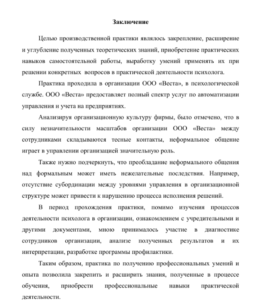 Заключение
Целью производственной практики являлось закрепление, расширение
и углубление полученных теоретических знаний, приобретение практических
навыков самостоятельной работы, выработку умений применять их при
решении конкретных вопросов в практической деятельности психолога.
Практика проходила в организации ООО «Веста», в психологической
службе. ООО «Веста» предоставляет полный спектр услуг по автоматизации
управления и учета на предприятиях.
Анализируя организационную культуру фирмы, было отмечено, что в
силу незначительности масштабов организации ООО «Веста» между
сотрудниками складываются тесные контакты, неформальное общение
играет в управлении организацией значительную роль.
Также нужно подчеркнуть, что преобладание неформального общения
над формальным может иметь нежелательные последствия. Например,
отсутствие субординации между уровнями управления в организационной
структуре может привести к нарушению процесса исполнения решений.
В период прохождения практики, помимо изучения процессов
деятельности психолога в организации, ознакомлением с учредительными и
другими документами, мною принималось участие в диагностике
сотрудников организации, анализе полученных результатов и их
интерпретации, разработке программы профилактики.
Таким образом, практика по получению профессиональных умений и
опыта позволила закрепить и расширить знания, полученные в процессе
обучения, приобрести профессиональные навыки практической
деятельности.